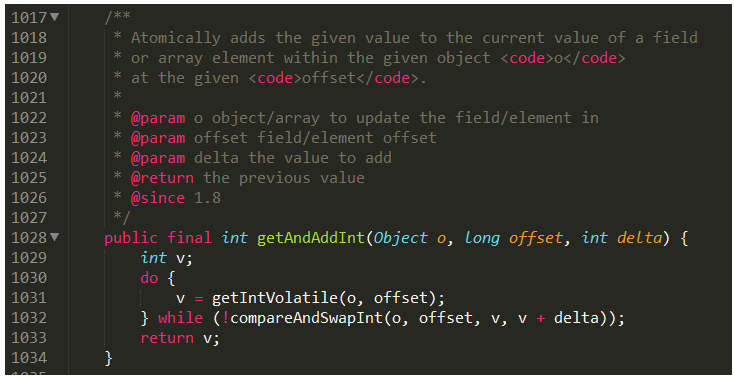 1017 /**
1018 * Atomically adds the given value to the current value of a field
1019 * or array element within the given object <code>o</code>
1020 * at the given <code>offset</code>.
1021 *
1022 * @param o object/array to update the field/element in
1023 * @param offset field/element offset
1024 * @param delta the value to add
1025 * @return the previous value
1026 * @since 1.8
1027 */
1028 public final int getAndAddInt(Object o, long offset, int delta) {
1029 int v;
1030 do {
1031 v = getIntVolatile(o, offset);
1032 } while (!compareAndSwapInt(o, offset, v, v + delta));
1033 return v;
1034 }